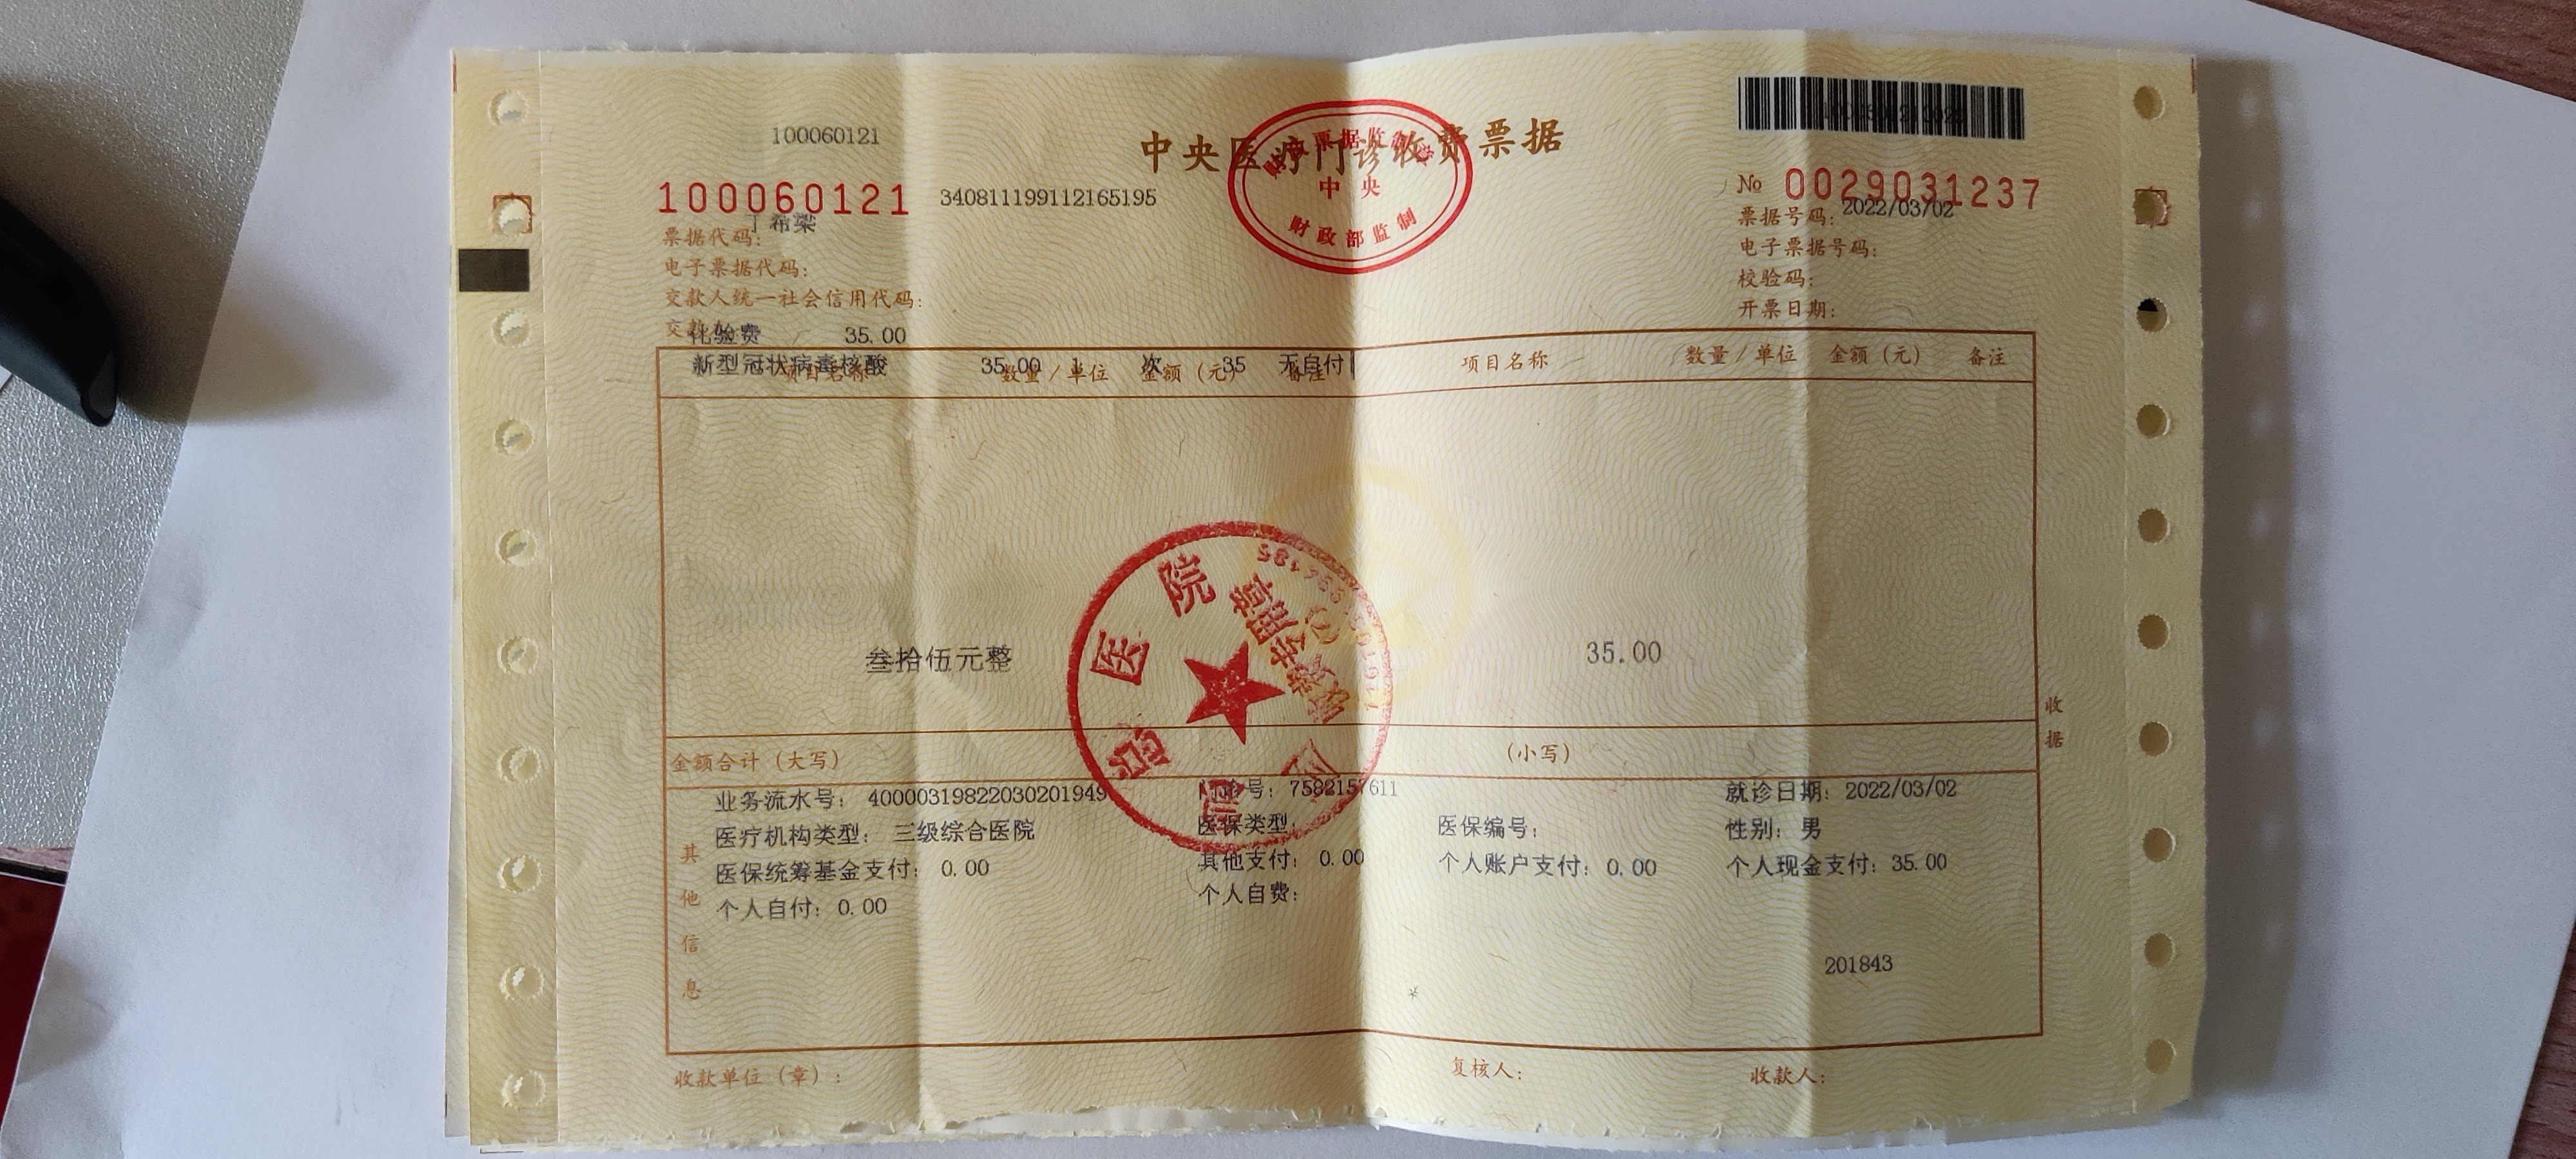 100060121
中央医疗门诊收费票据
财政票据监制章
中央
财政部监制
100060121
340811199112165195
№ 0029031237
丁希梁
票据代码:
票据号码: 2022/03/02
电子票据代码:
电子票据号码:
交款人统一社会信用代码:
校验码:
交款人:
开票日期:
化验费 35.00
新型冠状病毒核酸 35.00 1 次 35 无自付
项目名称 数量/单位 金额(元) 备注 项目名称 数量/单位 金额(元) 备注
医院
收费专用章
(2)
叁拾伍元整 35.00
收据
金额合计(大写) (小写)
业务流水号: 40000319822030201949 门诊号: 7582157611 就诊日期: 2022/03/02
医疗机构类型: 三级综合医院 医保类型: 医保编号: 性别: 男
医保统筹基金支付: 0.00 其他支付: 0.00 个人账户支付: 0.00 个人现金支付: 35.00
个人自付: 0.00 个人自费:
其他信息
201843
收款单位(章): 复核人: 收款人: